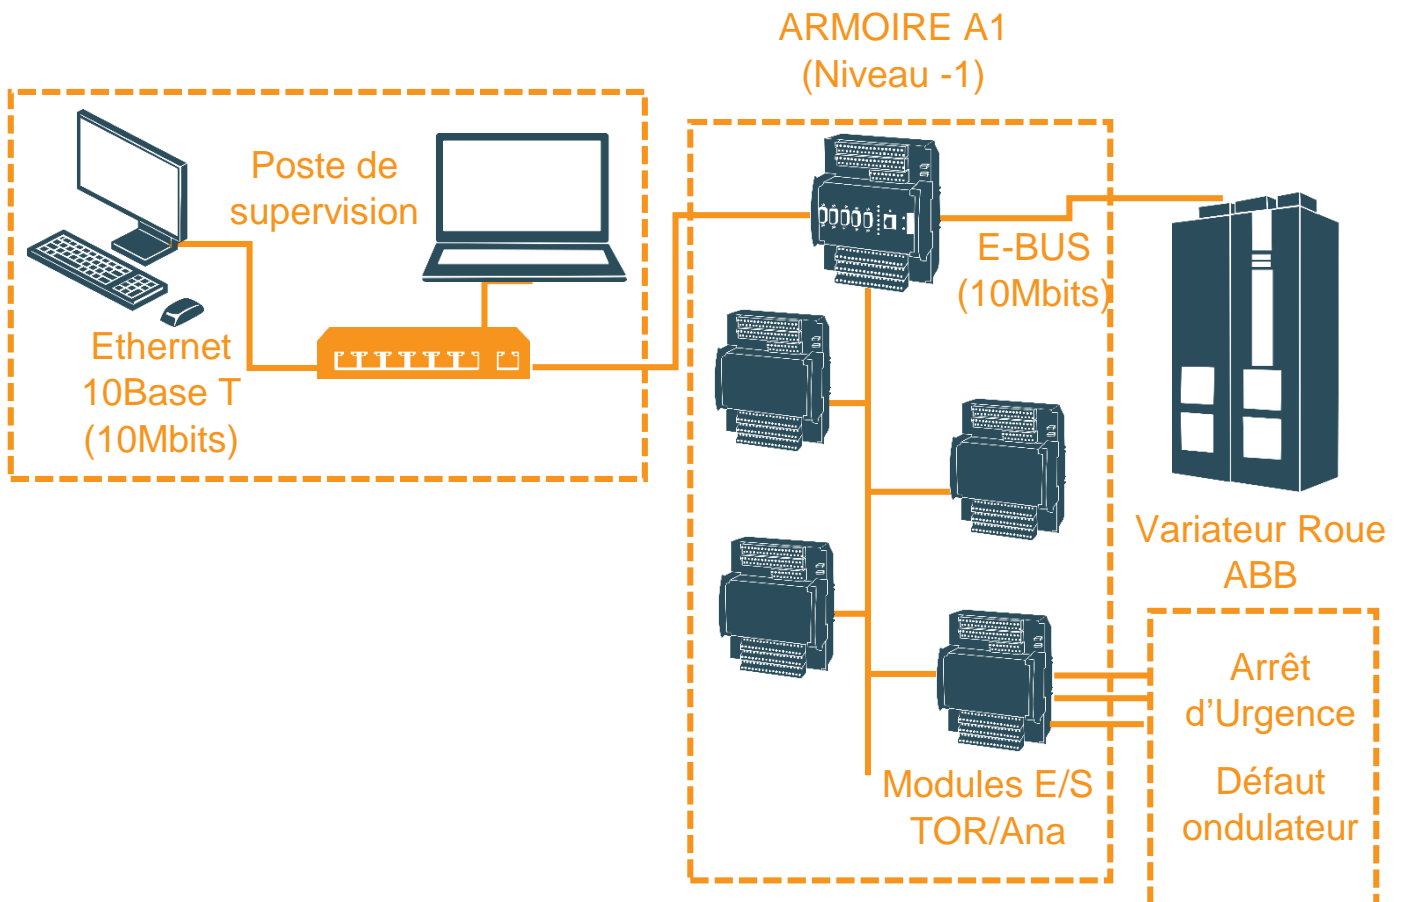 ARMOIRE A1
(Niveau -1)
Poste de
supervision
Ethernet
10Base T
(10Mbits)
E-BUS
(10Mbits)
Variateur Roue
ABB
Modules E/S
TOR/Ana
Arrêt
d’Urgence
Défaut
ondulateur